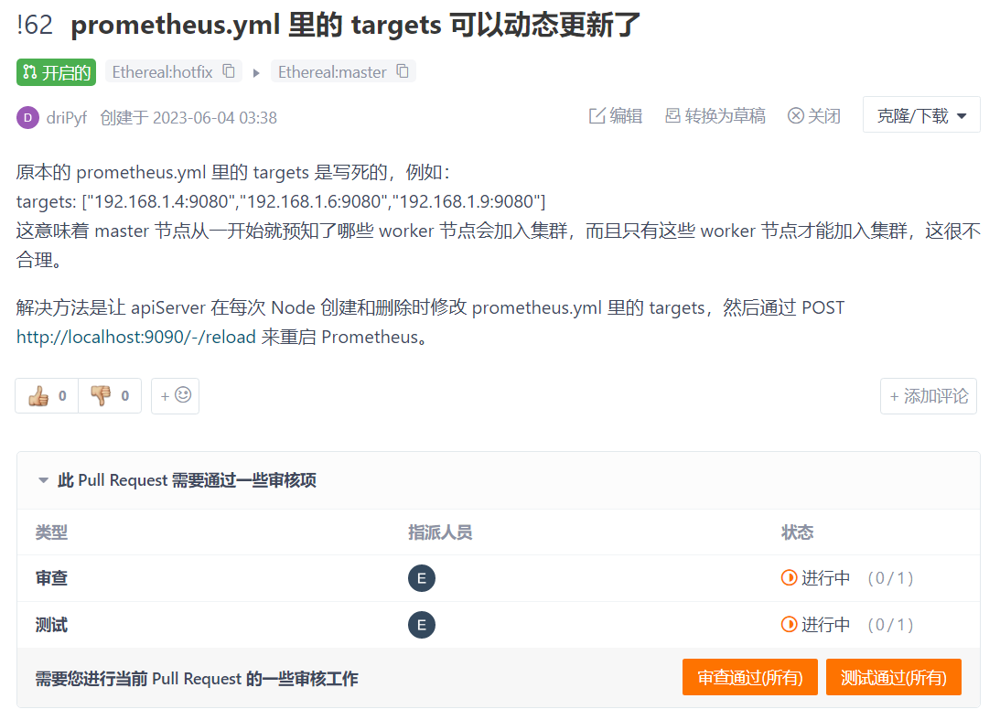 !62 prometheus.yml 里的 targets 可以动态更新了
开启的 Ethereal:hotfix Ethereal:master
D driPyf 创建于 2023-06-04 03:38 编辑 转换为草稿 关闭 克隆/下载
原本的 prometheus.yml 里的 targets 是写死的，例如：
targets: ["192.168.1.4:9080","192.168.1.6:9080","192.168.1.9:9080"]
这意味着 master 节点从一开始就预知了哪些 worker 节点会加入集群，而且只有这些 worker 节点才能加入集群，这很不
合理。
解决方法是让 apiServer 在每次 Node 创建和删除时修改 prometheus.yml 里的 targets，然后通过 POST
http://localhost:9090/-/reload 来重启 Prometheus。
0 0 + + 添加评论
此 Pull Request 需要通过一些审核项
类型 指派人员 状态
审查 E 进行中 (0/1)
测试 E 进行中 (0/1)
需要您进行当前 Pull Request 的一些审核工作 审查通过(所有) 测试通过(所有)